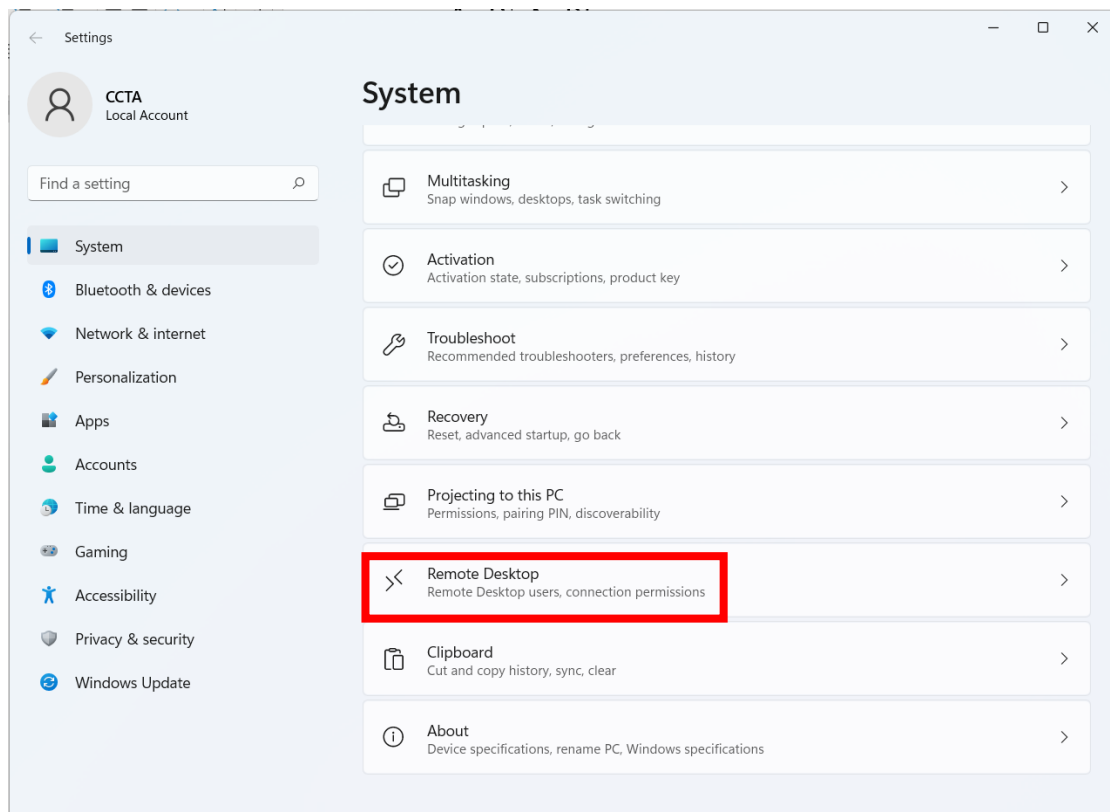 Settings
CCTA
Local Account
Find a setting
System
Bluetooth & devices
Network & internet
Personalization
Apps
Accounts
Time & language
Gaming
Accessibility
Privacy & security
Windows Update
System
Multitasking
Snap windows, desktops, task switching
Activation
Activation state, subscriptions, product key
Troubleshoot
Recommended troubleshooters, preferences, history
Recovery
Reset, advanced startup, go back
Projecting to this PC
Permissions, pairing PIN, discoverability
Remote Desktop
Remote Desktop users, connection permissions
Clipboard
Cut and copy history, sync, clear
About
Device specifications, rename PC, Windows specifications